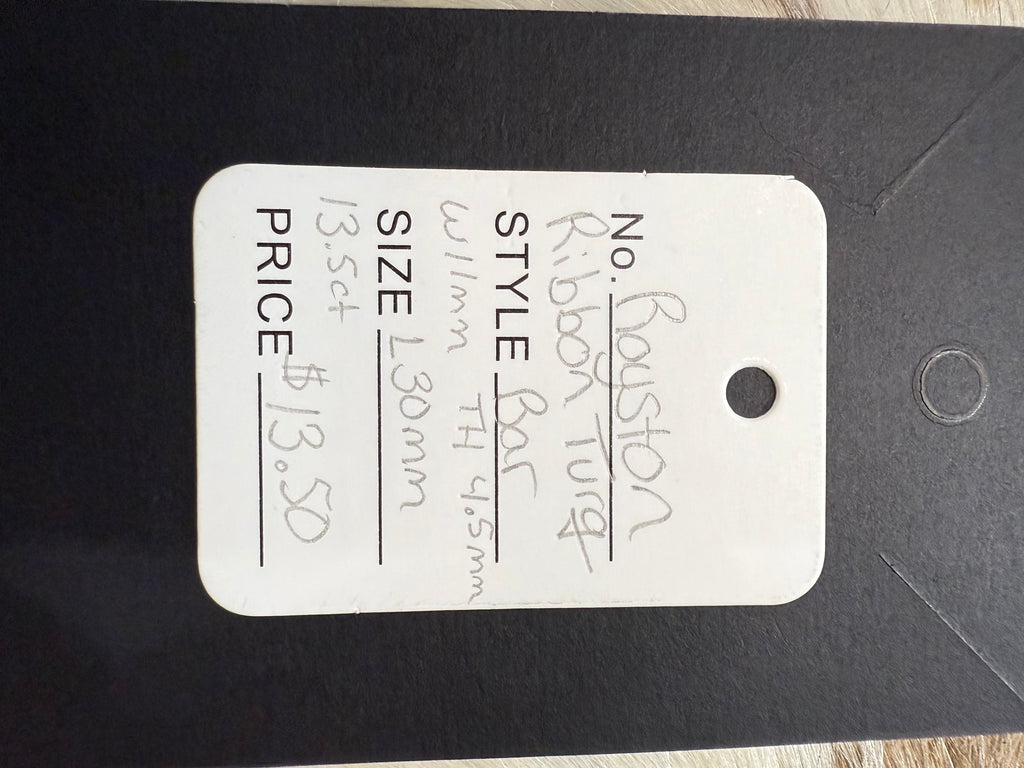 No. Royston
Ribbon Turq
STYLE Bar
W11mm TH 4.5mm
SIZE L30mm
13.5ct
PRICE $13.50